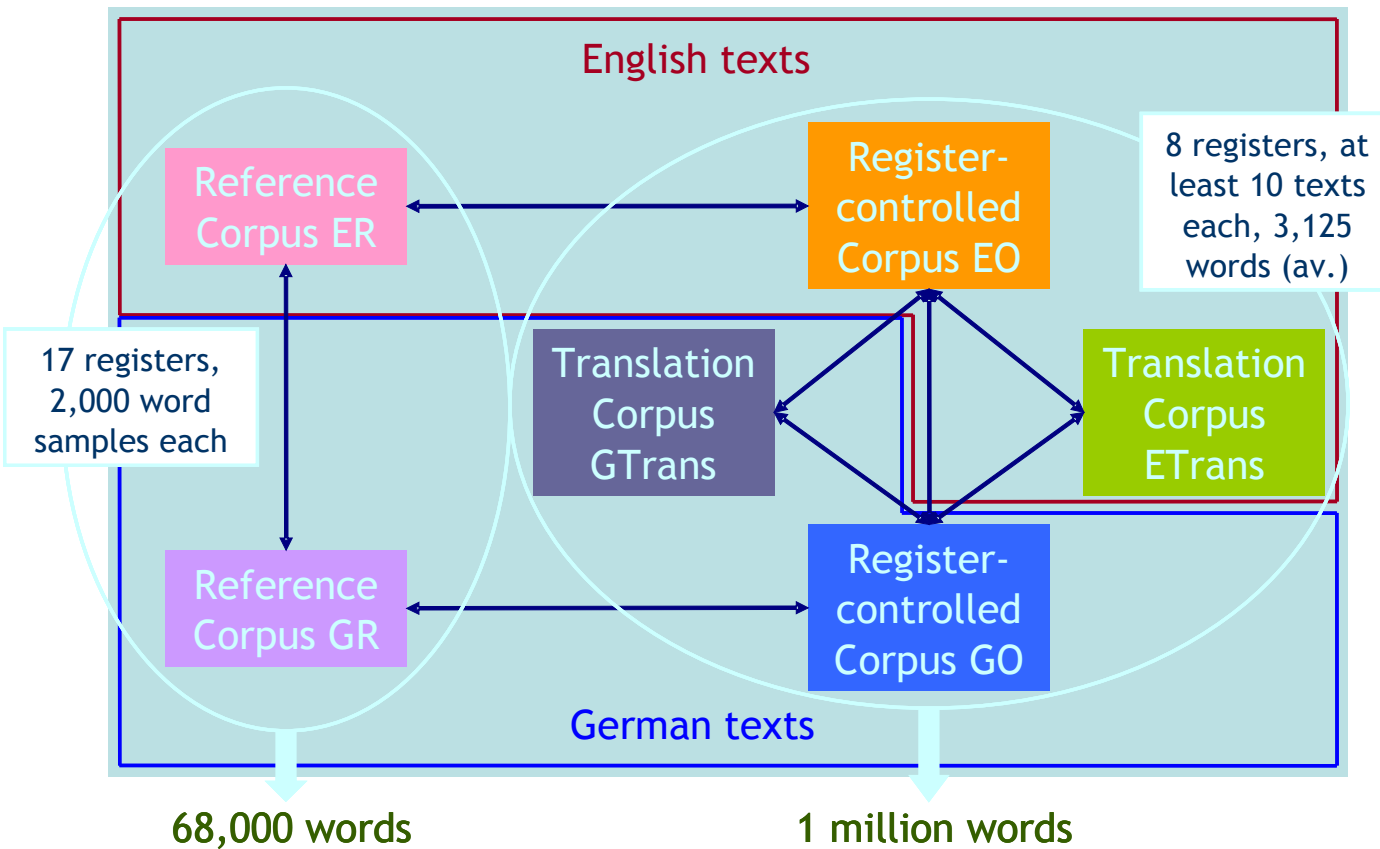 English texts
Reference
Corpus ER
Register-
controlled
Corpus EO
8 registers, at
least 10 texts
each, 3,125
words (av.)
17 registers,
2,000 word
samples each
Translation
Corpus
GTrans
Translation
Corpus
ETrans
Reference
Corpus GR
Register-
controlled
Corpus GO
German texts
68,000 words
1 million words